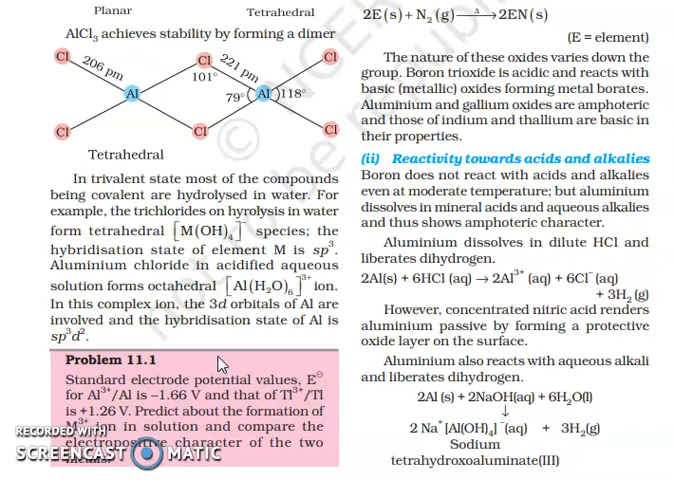 Planar Tetrahedral
AlCl₃ achieves stability by forming a dimer
Cl Cl Cl
206 pm 221 pm
101°
Al 79° Al 118°
Cl Cl Cl
Tetrahedral
In trivalent state most of the compounds
being covalent are hydrolysed in water. For
example, the trichlorides on hyrolysis in water
form tetrahedral [M(OH)₄]⁻ species; the
hybridisation state of element M is sp³.
Aluminium chloride in acidified aqueous
solution forms octahedral [Al(H₂O)₆]³⁺ ion.
In this complex ion, the 3d orbitals of Al are
involved and the hybridisation state of Al is
sp³d².
Problem 11.1
Standard electrode potential values, E⊖
for Al³⁺/Al is –1.66 V and that of Tl³⁺/Tl
is +1.26 V. Predict about the formation of
M³⁺ ion in solution and compare the
electropositive character of the two
metals.
RECORDED WITH
SCREENCAST MATIC
2E(s) + N₂(g) —Δ→ 2EN(s)
(E = element)
The nature of these oxides varies down the
group. Boron trioxide is acidic and reacts with
basic (metallic) oxides forming metal borates.
Aluminium and gallium oxides are amphoteric
and those of indium and thallium are basic in
their properties.
(ii) Reactivity towards acids and alkalies
Boron does not react with acids and alkalies
even at moderate temperature; but aluminium
dissolves in mineral acids and aqueous alkalies
and thus shows amphoteric character.
Aluminium dissolves in dilute HCl and
liberates dihydrogen.
2Al(s) + 6HCl (aq) → 2Al³⁺ (aq) + 6Cl⁻ (aq)
+ 3H₂ (g)
However, concentrated nitric acid renders
aluminium passive by forming a protective
oxide layer on the surface.
Aluminium also reacts with aqueous alkali
and liberates dihydrogen.
2Al (s) + 2NaOH(aq) + 6H₂O(l)
↓
2 Na⁺ [Al(OH)₄]⁻(aq) + 3H₂(g)
Sodium
tetrahydroxoaluminate(III)
© NCER
not to be republis